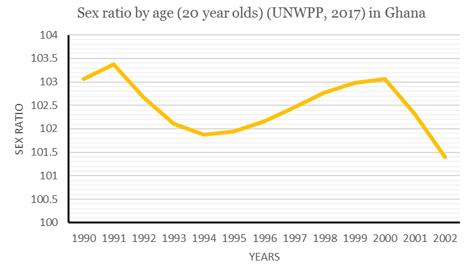 Sex ratio by age (20 year olds) (UNWPP, 2017) in Ghana
104
103.5
103
102.5
102
101.5
101
100.5
100
SEX RATIO
1990 1991 1992 1993 1994 1995 1996 1997 1998 1999 2000 2001 2002
YEARS